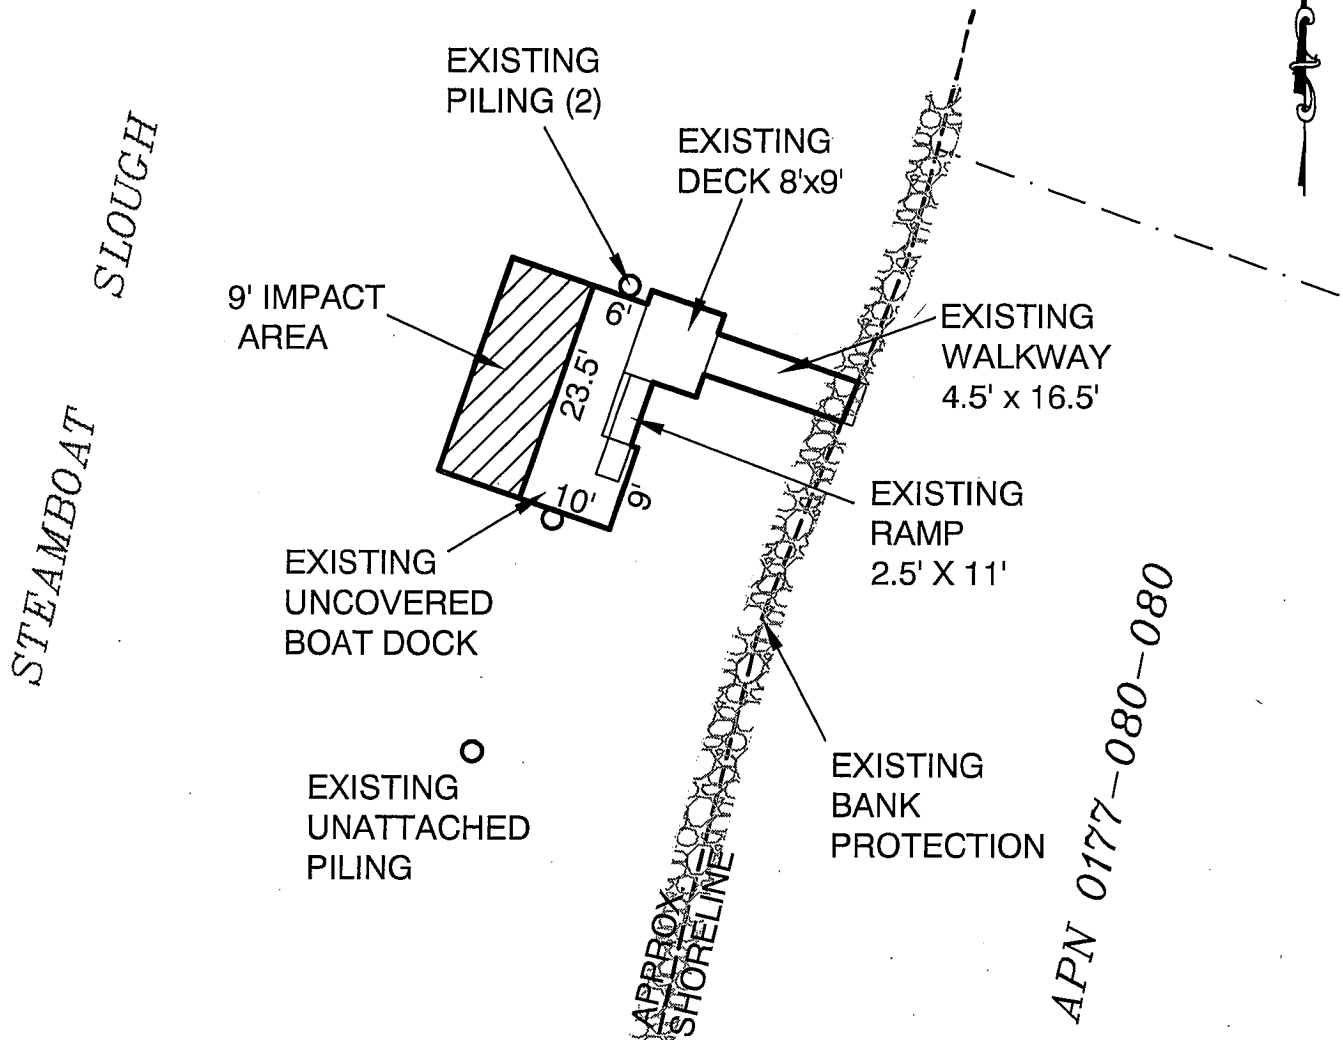 EXISTING
PILING (2)
EXISTING
DECK 8'x9'
STEAMBOAT SLOUGH
9' IMPACT
AREA
6'
23.5'
10'
9'
EXISTING
WALKWAY
4.5' x 16.5'
EXISTING
RAMP
2.5' X 11'
EXISTING
UNCOVERED
BOAT DOCK
EXISTING
UNATTACHED
PILING
EXISTING
BANK
PROTECTION
APPROX.
SHORELINE
APN 0177-080-080